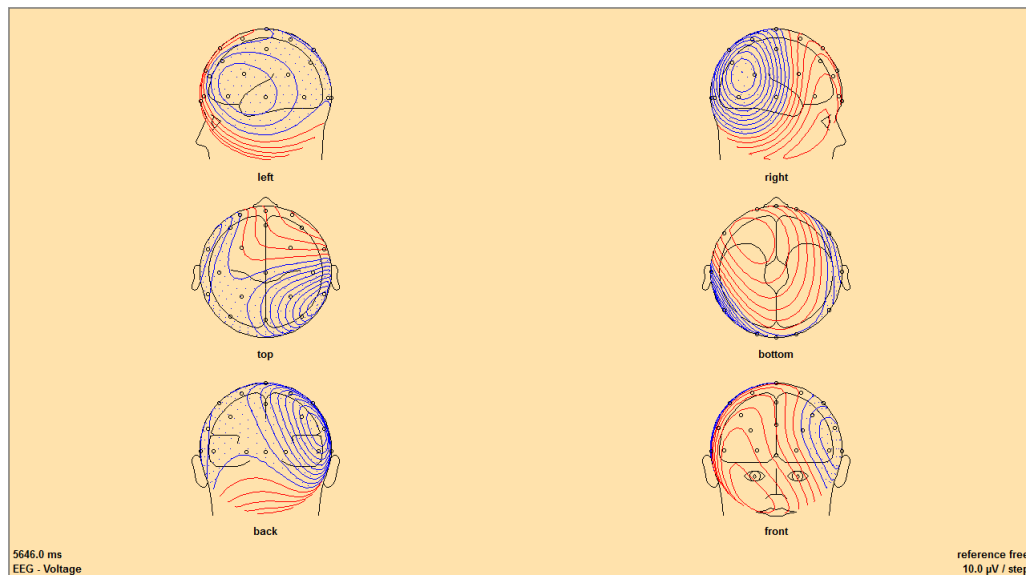 left
right
top
bottom
back
front
5646.0 ms
EEG - Voltage
reference free
10.0 µV / step